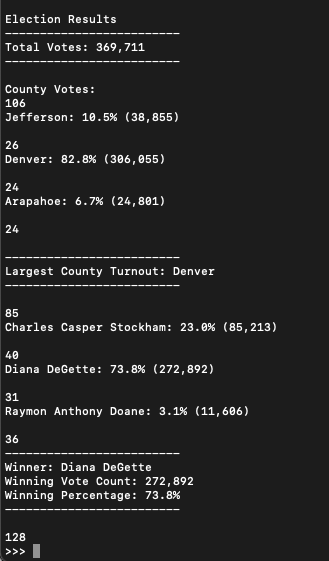 Election Results
-------------------------
Total Votes: 369,711
-------------------------
County Votes:
106
Jefferson: 10.5% (38,855)
26
Denver: 82.8% (306,055)
24
Arapahoe: 6.7% (24,801)
24
-------------------------
Largest County Turnout: Denver
-------------------------
85
Charles Casper Stockham: 23.0% (85,213)
40
Diana DeGette: 73.8% (272,892)
31
Raymon Anthony Doane: 3.1% (11,606)
36
-------------------------
Winner: Diana DeGette
Winning Vote Count: 272,892
Winning Percentage: 73.8%
-------------------------
128
>>>